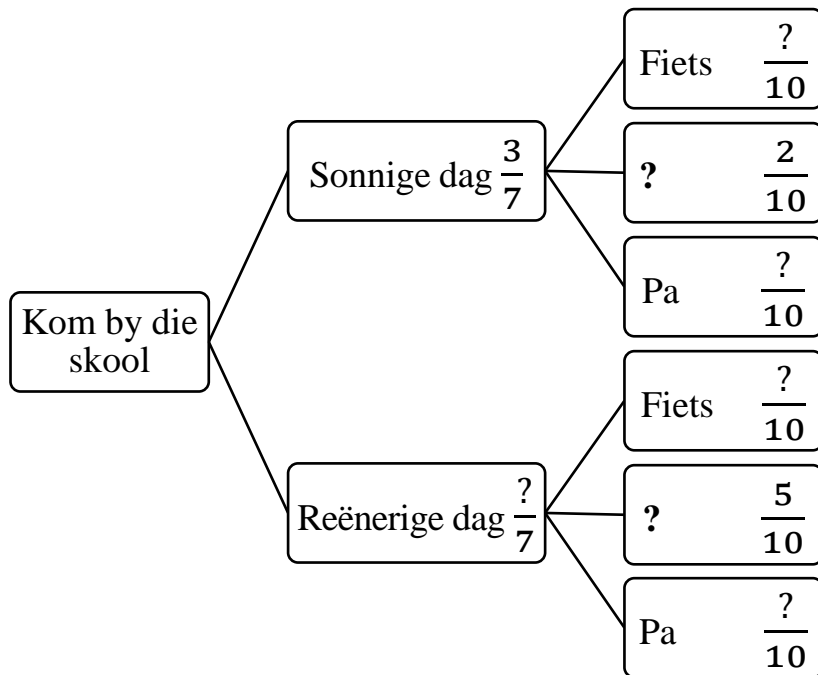 Fiets ?/10
Sonnige dag 3/7
? 2/10
Pa ?/10
Kom by die
skool
Fiets ?/10
Reënerige dag ?/7
? 5/10
Pa ?/10